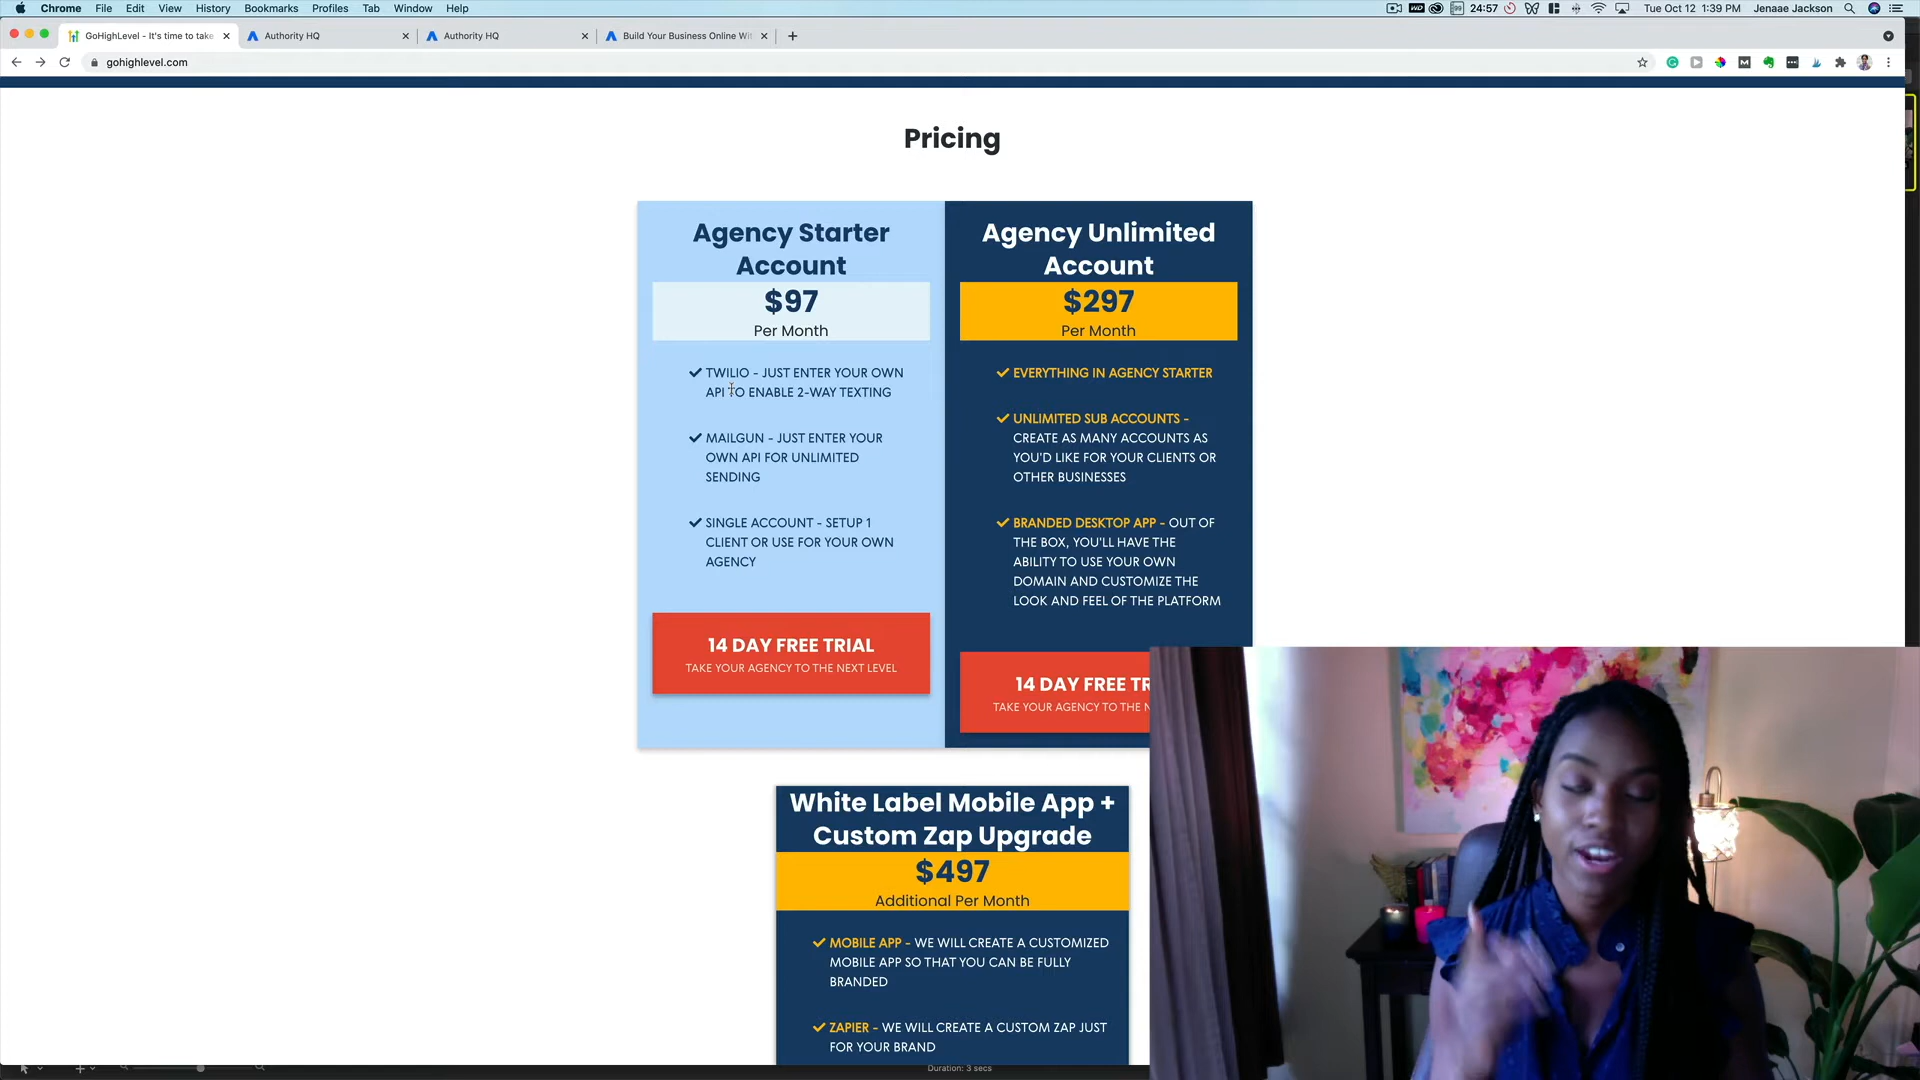 Chrome File Edit View History Bookmarks Profiles Tab Window Help
24:57 Tue Oct 12 1:39 PM Jenaae Jackson
GoHighLevel - It's time to take
Authority HQ
Authority HQ
Build Your Business Online Wi
gohighlevel.com
Pricing
Agency Starter
Account
$97
Per Month
TWILIO - JUST ENTER YOUR OWN
API TO ENABLE 2-WAY TEXTING
MAILGUN - JUST ENTER YOUR
OWN API FOR UNLIMITED
SENDING
SINGLE ACCOUNT - SETUP 1
CLIENT OR USE FOR YOUR OWN
AGENCY
14 DAY FREE TRIAL
TAKE YOUR AGENCY TO THE NEXT LEVEL
Agency Unlimited
Account
$297
Per Month
EVERYTHING IN AGENCY STARTER
UNLIMITED SUB ACCOUNTS -
CREATE AS MANY ACCOUNTS AS
YOU'D LIKE FOR YOUR CLIENTS OR
OTHER BUSINESSES
BRANDED DESKTOP APP - OUT OF
THE BOX, YOU'LL HAVE THE
ABILITY TO USE YOUR OWN
DOMAIN AND CUSTOMIZE THE
LOOK AND FEEL OF THE PLATFORM
14 DAY FREE TR
TAKE YOUR AGENCY TO THE N
White Label Mobile App +
Custom Zap Upgrade
$497
Additional Per Month
MOBILE APP - WE WILL CREATE A CUSTOMIZED
MOBILE APP SO THAT YOU CAN BE FULLY
BRANDED
ZAPIER - WE WILL CREATE A CUSTOM ZAP JUST
FOR YOUR BRAND
Duration: 3 secs